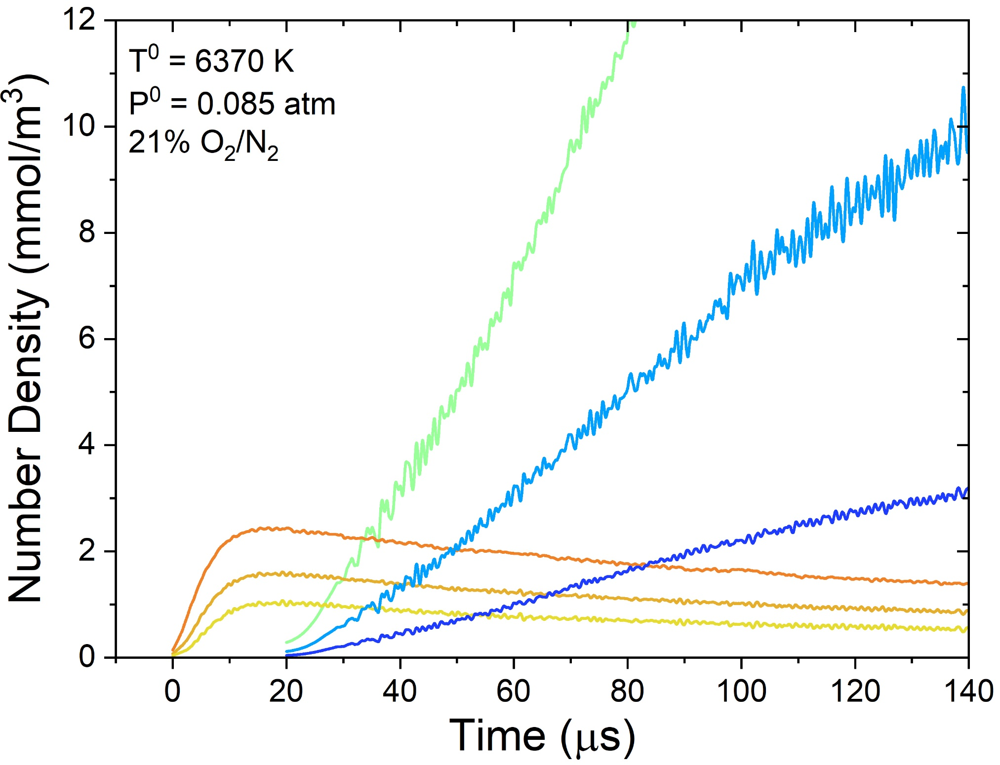 12
10
8
6
4
2
0
Number Density (mmol/m³)
T⁰ = 6370 K
P⁰ = 0.085 atm
21% O₂/N₂
0 20 40 60 80 100 120 140
Time (μs)